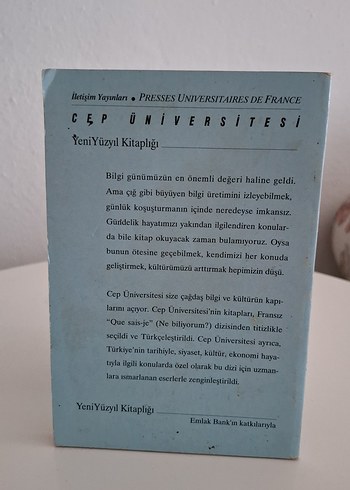 İletişim Yayınları • PRESSES UNIVERSITAIRES DE FRANCE
CEP ÜNİVERSİTESİ
YeniYüzyıl Kitaplığı
Bilgi günümüzün en önemli değeri haline geldi.
Ama çığ gibi büyüyen bilgi üretimini izleyebilmek,
günlük koşuşturmanın içinde neredeyse imkansız.
Güddelik hayatımızı yakından ilgilendiren konular-
da bile kitap okuyacak zaman bulamıyoruz. Oysa
bunun ötesine geçebilmek, kendimizi her konuda
geliştirmek, kültürümüzü arttırmak hepimizin düşü.
Cep Üniversitesi size çağdaş bilgi ve kültürün kapı-
larını açıyor. Cep Üniversitesi'nin kitapları, Fransız
"Que sais-je" (Ne biliyorum?) dizisinden titizlikle
seçildi ve Türkçeleştirildi. Cep Üniversitesi ayrıca,
Türkiye'nin tarihiyle, siyaset, kültür, ekonomi haya-
tıyla ilgili konularda özel olarak bu dizi için uzman-
lara ısmarlanan eserlerle zenginleştirildi.
YeniYüzyıl Kitaplığı
Emlak Bank'ın katkılarıyla